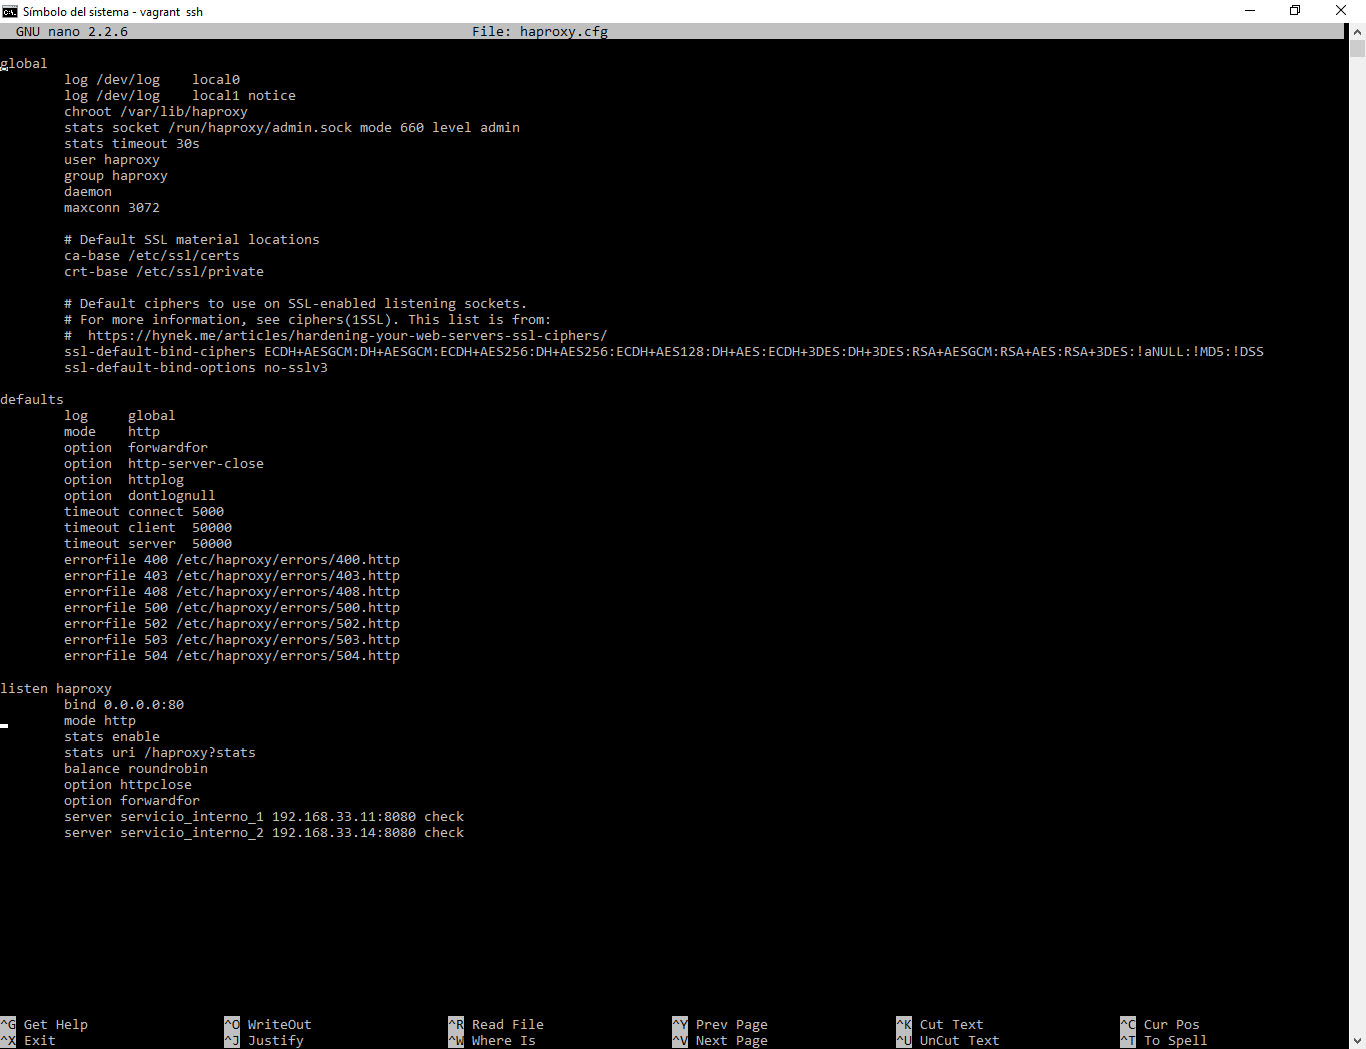 Símbolo del sistema - vagrant  ssh
GNU nano 2.2.6                    File: haproxy.cfg
global
        log /dev/log    local0
        log /dev/log    local1 notice
        chroot /var/lib/haproxy
        stats socket /run/haproxy/admin.sock mode 660 level admin
        stats timeout 30s
        user haproxy
        group haproxy
        daemon
        maxconn 3072

        # Default SSL material locations
        ca-base /etc/ssl/certs
        crt-base /etc/ssl/private

        # Default ciphers to use on SSL-enabled listening sockets.
        # For more information, see ciphers(1SSL). This list is from:
        #  https://hynek.me/articles/hardening-your-web-servers-ssl-ciphers/
        ssl-default-bind-ciphers ECDH+AESGCM:DH+AESGCM:ECDH+AES256:DH+AES256:ECDH+AES128:DH+AES:ECDH+3DES:DH+3DES:RSA+AESGCM:RSA+AES:RSA+3DES:!aNULL:!MD5:!DSS
        ssl-default-bind-options no-sslv3

defaults
        log     global
        mode    http
        option  forwardfor
        option  http-server-close
        option  httplog
        option  dontlognull
        timeout connect 5000
        timeout client  50000
        timeout server  50000
        errorfile 400 /etc/haproxy/errors/400.http
        errorfile 403 /etc/haproxy/errors/403.http
        errorfile 408 /etc/haproxy/errors/408.http
        errorfile 500 /etc/haproxy/errors/500.http
        errorfile 502 /etc/haproxy/errors/502.http
        errorfile 503 /etc/haproxy/errors/503.http
        errorfile 504 /etc/haproxy/errors/504.http

listen haproxy
        bind 0.0.0.0:80
        mode http
        stats enable
        stats uri /haproxy?stats
        balance roundrobin
        option httpclose
        option forwardfor
        server servicio_interno_1 192.168.33.11:8080 check
        server servicio_interno_2 192.168.33.14:8080 check

^G Get Help    ^O WriteOut    ^R Read File    ^Y Prev Page    ^K Cut Text    ^C Cur Pos
^X Exit    ^J Justify    ^W Where Is    ^V Next Page    ^U UnCut Text    ^T To Spell